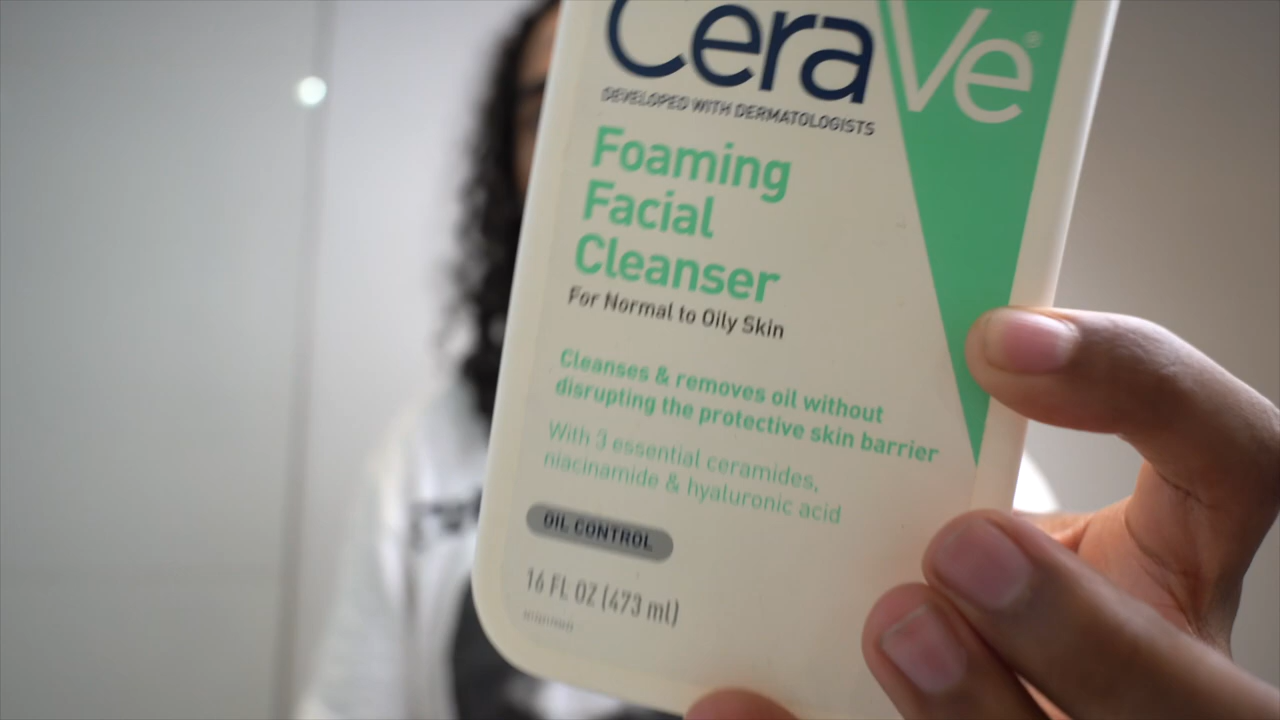 CeraVe®
DEVELOPED WITH DERMATOLOGISTS
Foaming
Facial
Cleanser
For Normal to Oily Skin
Cleanses & removes oil without
disrupting the protective skin barrier
With 3 essential ceramides,
niacinamide & hyaluronic acid
OIL CONTROL
16 FL OZ (473 ml)